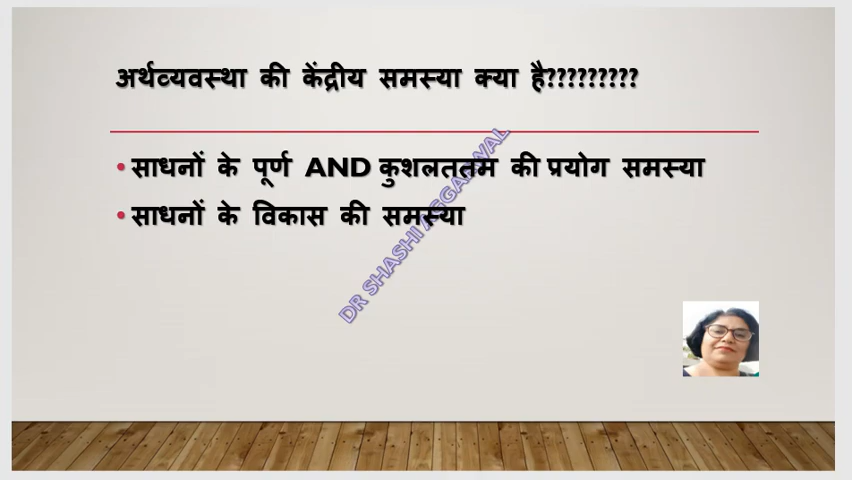 अर्थव्यवस्था की केंद्रीय समस्या क्या है?????????
• साधनों के पूर्ण AND कुशलततम की प्रयोग समस्या
• साधनों के विकास की समस्या
DR SHASHI AGGARWAL